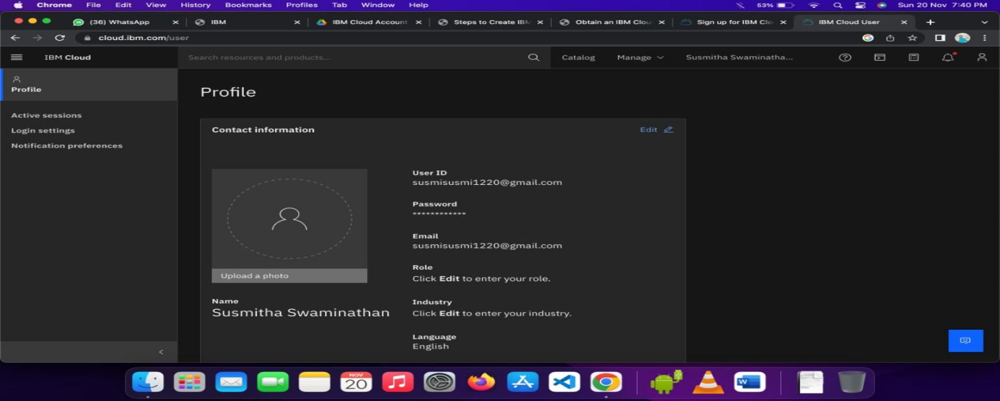 Chrome File Edit View History Bookmarks Profiles Tab Window Help 53% Sun 20 Nov 7:40 PM
(36) WhatsApp IBM IBM Cloud Account Steps to Create IBM Obtain an IBM Clou Sign up for IBM Clo IBM Cloud User
cloud.ibm.com/user
IBM Cloud Search resources and products... Catalog Manage Susmitha Swaminatha...
Profile
Active sessions
Login settings
Notification preferences
Profile
Contact information Edit
Upload a photo
Name
Susmitha Swaminathan
User ID
susmisusmi1220@gmail.com
Password
************
Email
susmisusmi1220@gmail.com
Role
Click Edit to enter your role.
Industry
Click Edit to enter your industry.
Language
English
NOV
20
W